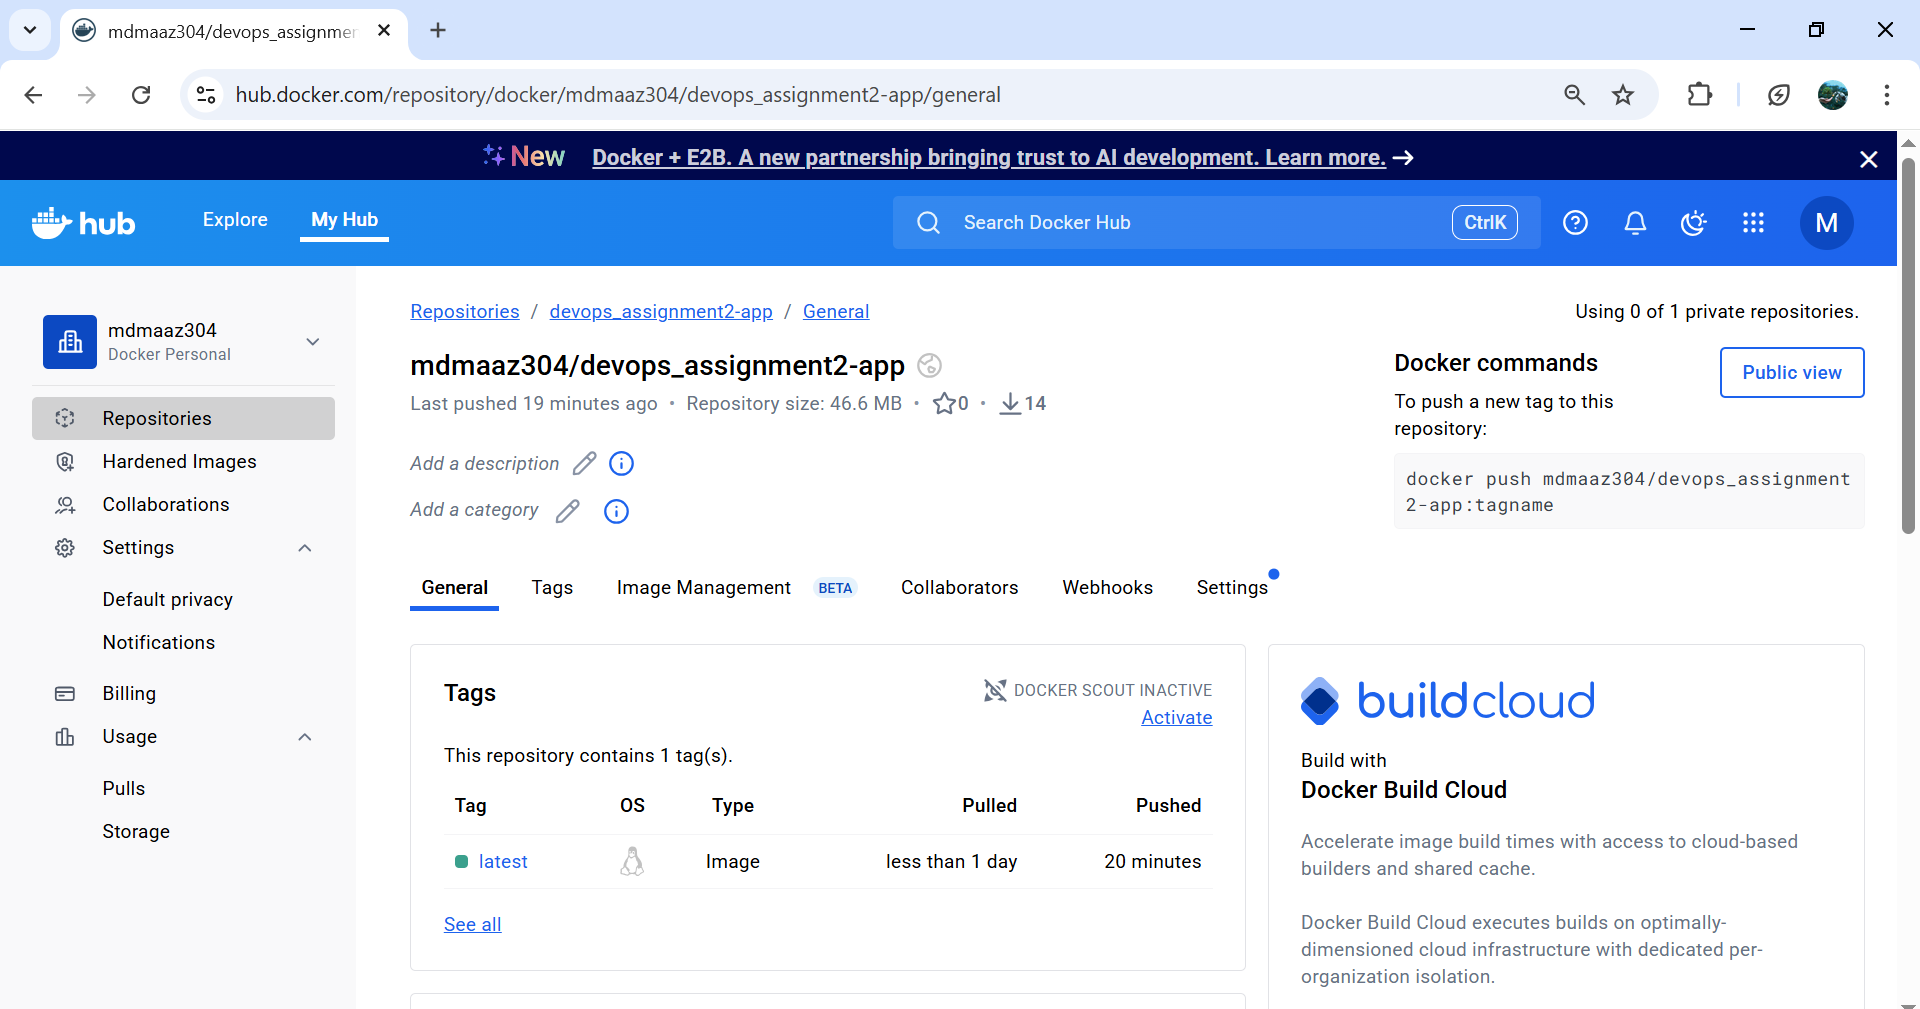 mdmaaz304/devops_assignmen
hub.docker.com/repository/docker/mdmaaz304/devops_assignment2-app/general
New Docker + E2B. A new partnership bringing trust to AI development. Learn more. →
hub
Explore
My Hub
Search Docker Hub
CtrlK
M
mdmaaz304
Docker Personal
Repositories
Hardened Images
Collaborations
Settings
Default privacy
Notifications
Billing
Usage
Pulls
Storage
Repositories / devops_assignment2-app / General
Using 0 of 1 private repositories.
mdmaaz304/devops_assignment2-app
Last pushed 19 minutes ago • Repository size: 46.6 MB • 0 • 14
Add a description
Add a category
Docker commands
Public view
To push a new tag to this
repository:
docker push mdmaaz304/devops_assignment
2-app:tagname
General
Tags
Image Management BETA
Collaborators
Webhooks
Settings
Tags
DOCKER SCOUT INACTIVE
Activate
This repository contains 1 tag(s).
Tag OS Type Pulled Pushed
latest Image less than 1 day 20 minutes
See all
buildcloud
Build with
Docker Build Cloud
Accelerate image build times with access to cloud-based
builders and shared cache.
Docker Build Cloud executes builds on optimally-
dimensioned cloud infrastructure with dedicated per-
organization isolation.